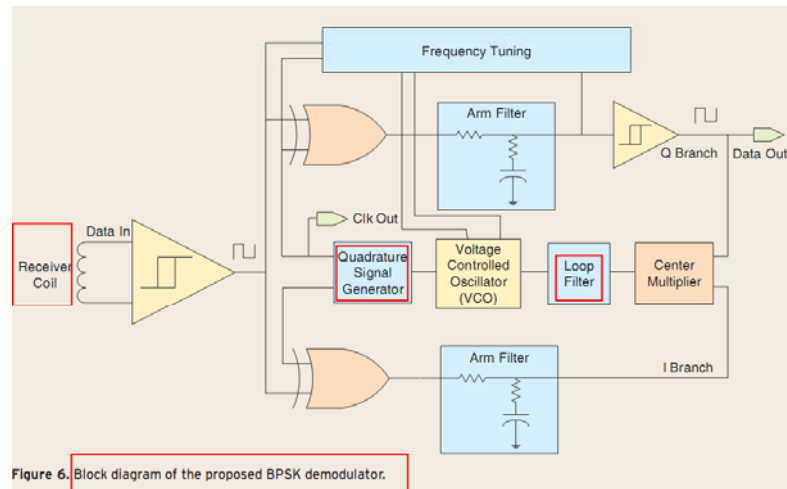 Frequency Tuning
Arm Filter
Q Branch
Data Out
Data In
Clk Out
Receiver
Coil
Quadrature
Signal
Generator
Voltage
Controlled
Oscillator
(VCO)
Loop
Filter
Center
Multiplier
Arm Filter
I Branch
Figure 6. Block diagram of the proposed BPSK demodulator.